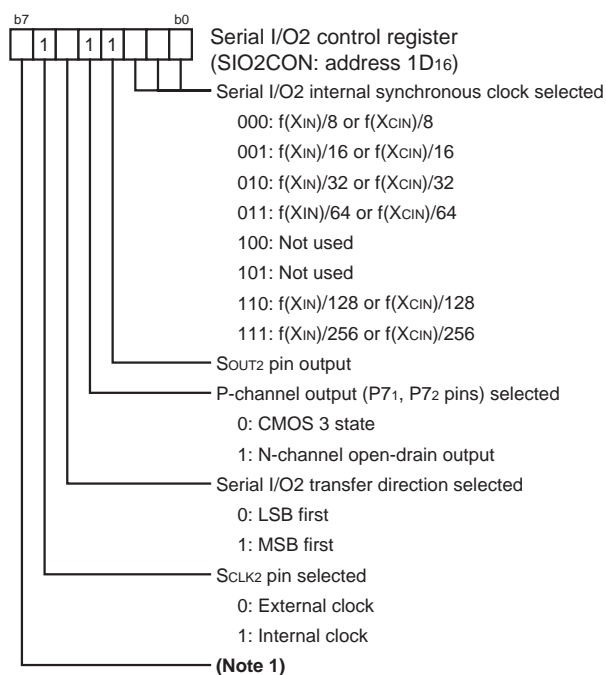 b7 b0
1 1 1
Serial I/O2 control register
(SIO2CON: address 1D16)
Serial I/O2 internal synchronous clock selected
000: f(XIN)/8 or f(XCIN)/8
001: f(XIN)/16 or f(XCIN)/16
010: f(XIN)/32 or f(XCIN)/32
011: f(XIN)/64 or f(XCIN)/64
100: Not used
101: Not used
110: f(XIN)/128 or f(XCIN)/128
111: f(XIN)/256 or f(XCIN)/256
SOUT2 pin output
P-channel output (P71, P72 pins) selected
0: CMOS 3 state
1: N-channel open-drain output
Serial I/O2 transfer direction selected
0: LSB first
1: MSB first
SCLK2 pin selected
0: External clock
1: Internal clock
(Note 1)